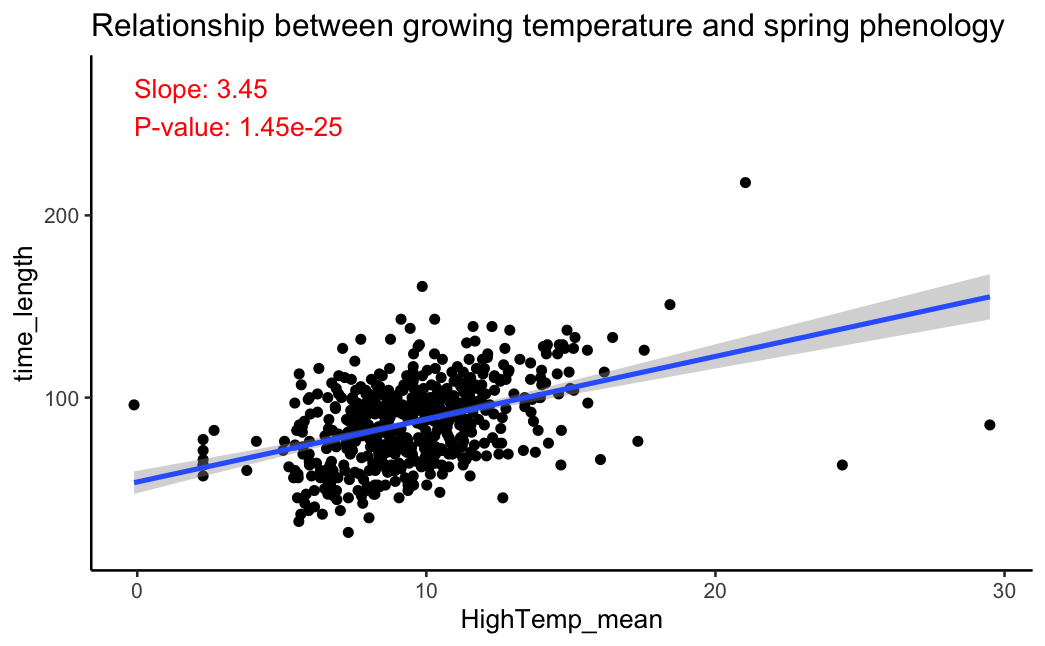 Relationship between growing temperature and spring phenology
Slope: 3.45
P-value: 1.45e-25
200
100
time_length
0 10 20 30
HighTemp_mean